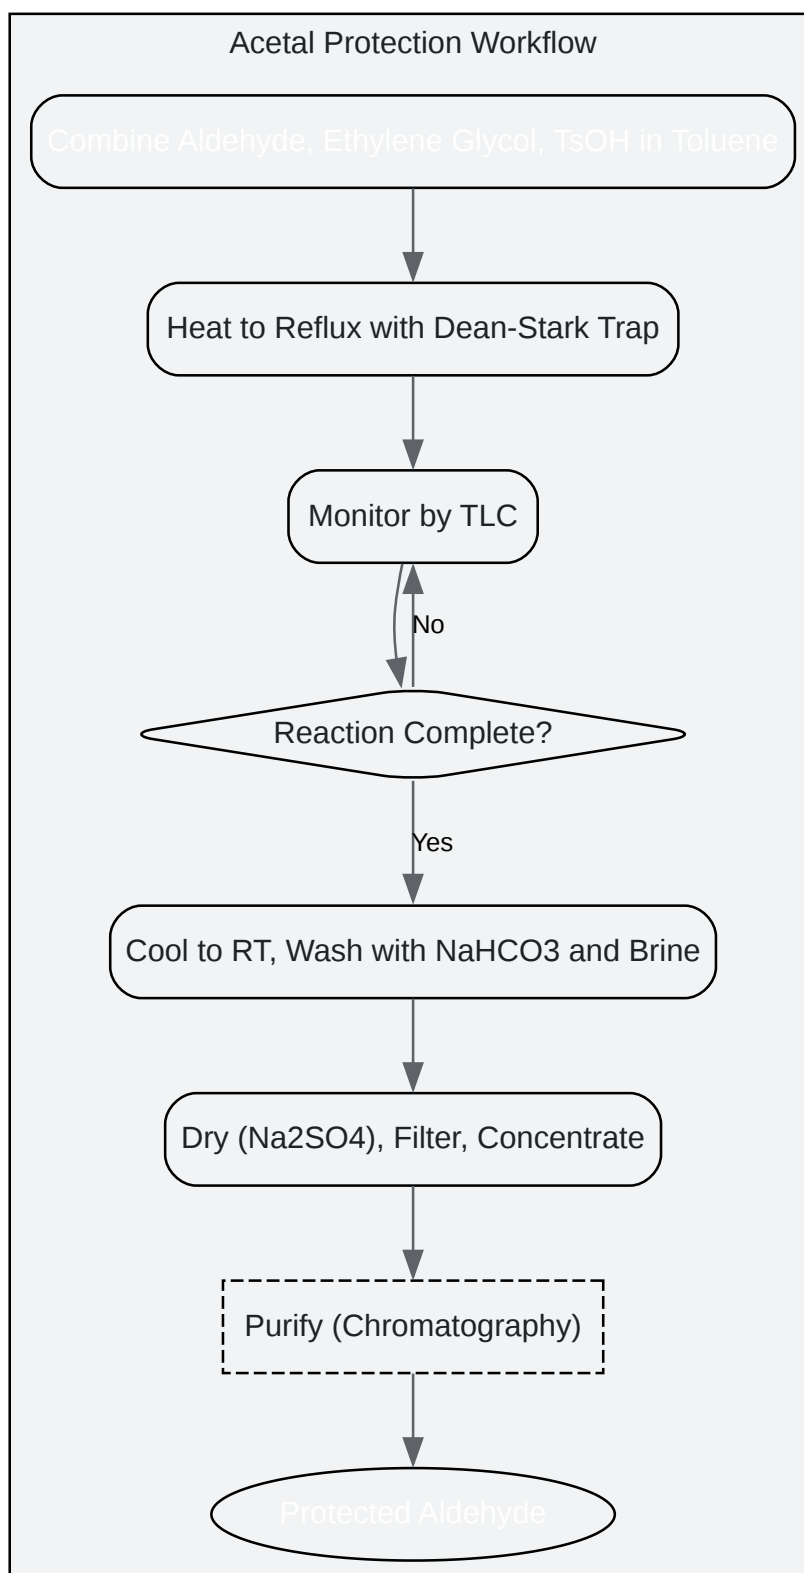 Acetal Protection Workflow
Combine Aldehyde, Ethylene Glycol, TsOH in Toluene
Heat to Reflux with Dean-Stark Trap
Monitor by TLC
No
Reaction Complete?
Yes
Cool to RT, Wash with NaHCO3 and Brine
Dry (Na2SO4), Filter, Concentrate
Purify (Chromatography)
Protected Aldehyde